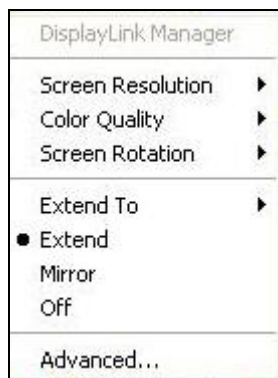 DisplayLink Manager
Screen Resolution
Color Quality
Screen Rotation
Extend To
Extend
Mirror
Off
Advanced...